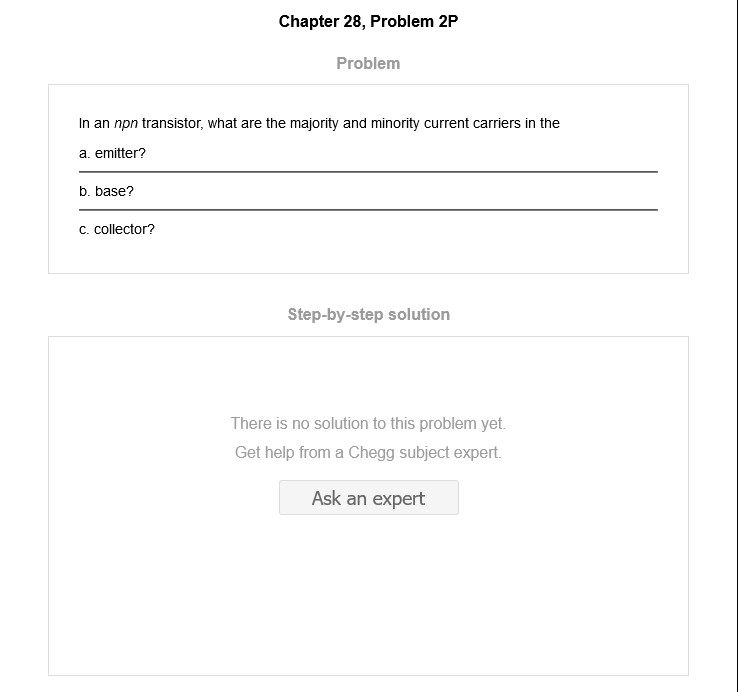 Chapter 28, Problem 2P
Problem
In an npn transistor, what are the majority and minority current carriers in the
a. emitter?
b. base?
c. collector?
Step-by-step solution
There is no solution to this problem yet.
Get help from a Chegg subject expert.
Ask an expert